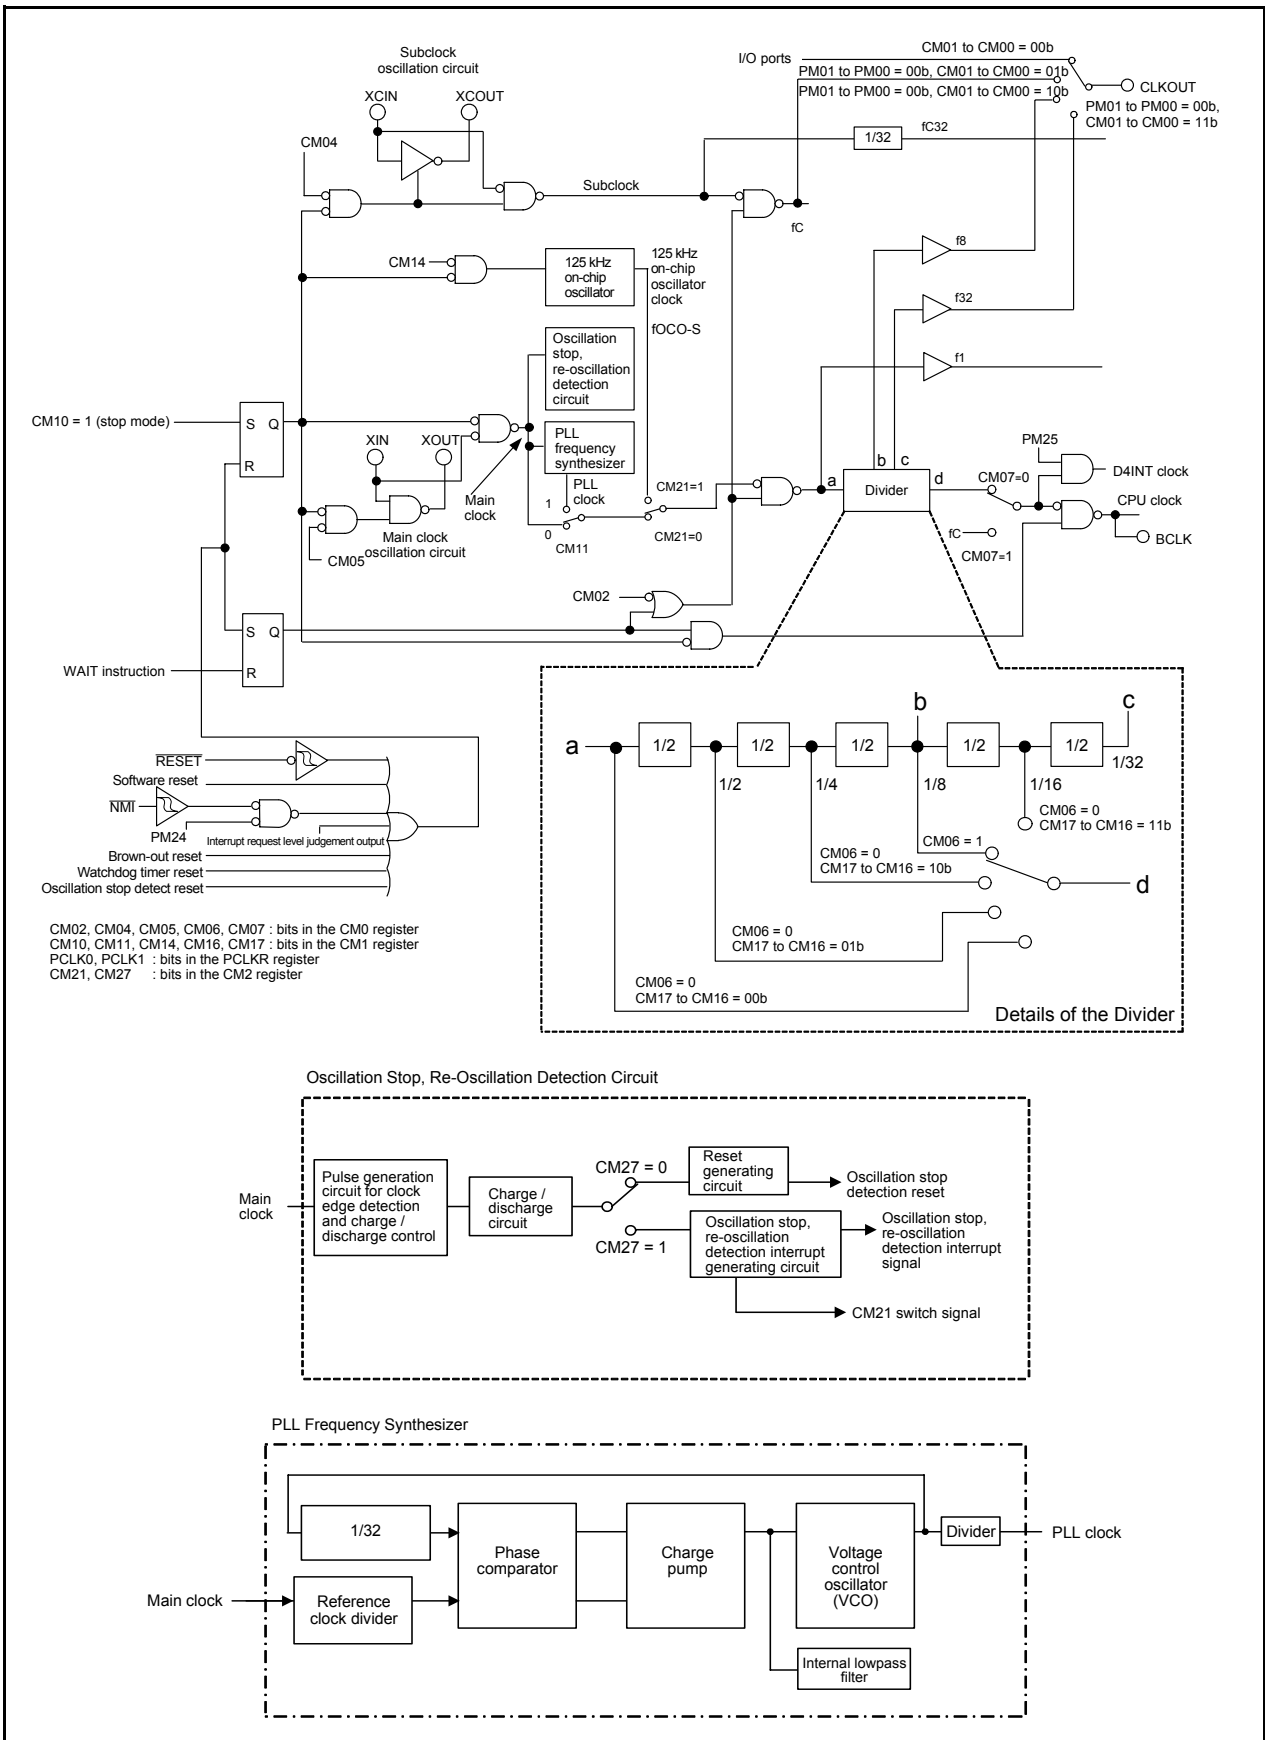 Subclock
oscillation circuit
XCIN
XCOUT
CM04
Subclock
I/O ports
CM01 to CM00 = 00b
PM01 to PM00 = 00b, CM01 to CM00 = 01b
PM01 to PM00 = 00b, CM01 to CM00 = 10b
CLKOUT
PM01 to PM00 = 00b,
CM01 to CM00 = 11b
1/32
fC32
fC
CM14
125 kHz
on-chip
oscillator
125 kHz
on-chip
oscillator
clock
fOCO-S
f8
f32
f1
Oscillation
stop,
re-oscillation
detection
circuit
CM10 = 1 (stop mode)
S
Q
R
XIN
XOUT
PLL
frequency
synthesizer
Main
clock
PLL
clock
1
0
CM11
CM21=1
CM21=0
Main clock
oscillation circuit
CM05
a
b
c
d
Divider
PM25
D4INT clock
CM07=0
CPU clock
fC
CM07=1
BCLK
CM02
S
Q
R
WAIT instruction
RESET
Software reset
NMI
PM24
Interrupt request level judgement output
Brown-out reset
Watchdog timer reset
Oscillation stop detect reset
a
1/2
1/2
1/2
1/2
1/2
b
c
1/2
1/4
1/8
1/16
1/32
CM06 = 0
CM17 to CM16 = 11b
CM06 = 1
CM06 = 0
CM17 to CM16 = 10b
d
CM06 = 0
CM17 to CM16 = 01b
CM06 = 0
CM17 to CM16 = 00b
Details of the Divider
CM02, CM04, CM05, CM06, CM07 : bits in the CM0 register
CM10, CM11, CM14, CM16, CM17 : bits in the CM1 register
PCLK0, PCLK1 : bits in the PCLKR register
CM21, CM27 : bits in the CM2 register
Oscillation Stop, Re-Oscillation Detection Circuit
Main
clock
Pulse generation
circuit for clock
edge detection
and charge /
discharge control
Charge /
discharge
circuit
CM27 = 0
CM27 = 1
Reset
generating
circuit
Oscillation stop
detection reset
Oscillation stop,
re-oscillation
detection interrupt
generating circuit
Oscillation stop,
re-oscillation
detection interrupt
signal
CM21 switch signal
PLL Frequency Synthesizer
1/32
Main clock
Reference
clock divider
Phase
comparator
Charge
pump
Voltage
control
oscillator
(VCO)
Divider
PLL clock
Internal lowpass
filter